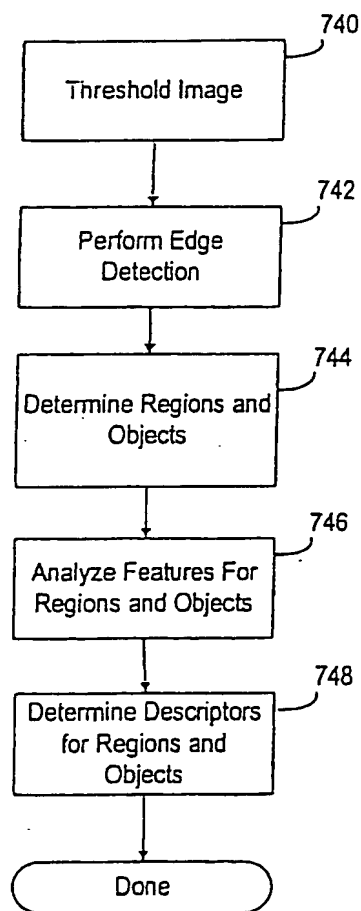 740
Threshold Image
742
Perform Edge
Detection
744
Determine Regions and
Objects
746
Analyze Features For
Regions and Objects
748
Determine Descriptors
for Regions and
Objects
Done